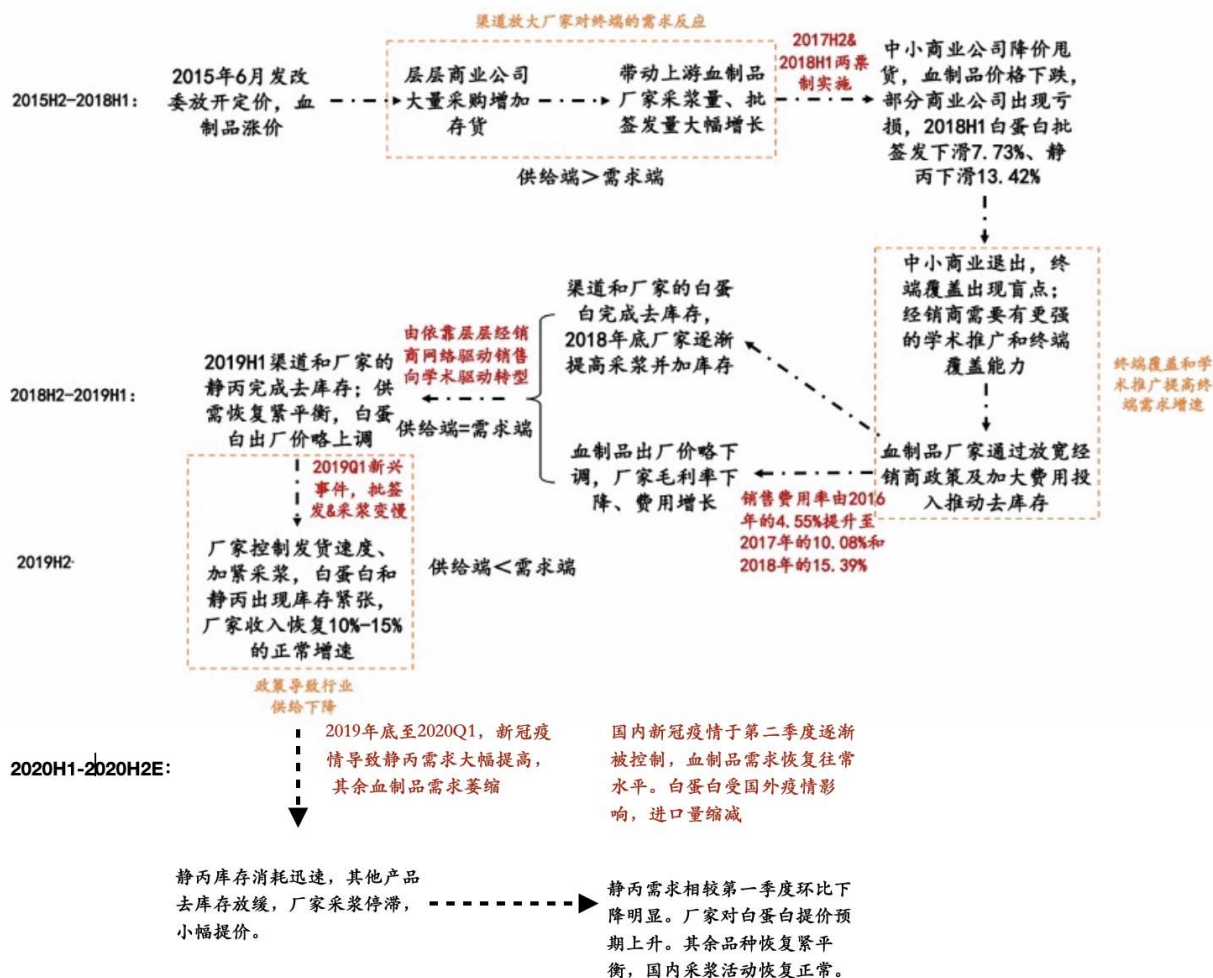 渠道放大厂家对终端的需求反应
2015H2-2018H1：
2015年6月发改
委放开定价，血
制品涨价
层层商业公司
大量采购增加
存货
带动上游血制品
厂家采浆量、批
签发量大幅增长
供给端＞需求端
2017H2&
2018H1两票
制实施
中小商业公司降价甩
货，血制品价格下跌，
部分商业公司出现亏
损，2018H1白蛋白批
签发下滑7.73%、静
丙下滑13.42%
中小商业退出，终
端覆盖出现盲点；
经销商需要有更强
的学术推广和终端
覆盖能力
终端覆盖和学
术推广提高终
端需求增速
血制品厂家通过放宽经
销商政策及加大费用投
入推动去库存
渠道和厂家的白蛋
白完成去库存，
2018年底厂家逐渐
提高采浆并加库存
血制品出厂价略下
调，厂家毛利率下
降、费用增长
销售费用率由2016
年的4.55%提升至
2017年的10.08%和
2018年的15.39%
由依靠层层经销
商网络驱动销售
向学术驱动转型
供给端=需求端
2018H2-2019H1：
2019H1渠道和厂家的
静丙完成去库存；供
需恢复紧平衡，白蛋
白出厂价略上调
2019Q1新兴
事件，批签
发&采浆变慢
2019H2·
厂家控制发货速度、
加紧采浆，白蛋白和
静丙出现库存紧张，
厂家收入恢复10%-15%
的正常增速
供给端＜需求端
政策导致行业
供给下降
2020H1-2020H2E：
2019年底至2020Q1，新冠疫
情导致静丙需求大幅提高，
其余血制品需求萎缩
国内新冠疫情于第二季度逐渐
被控制，血制品需求恢复往常
水平。白蛋白受国外疫情影
响，进口量缩减
静丙库存消耗迅速，其他产品
去库存放缓，厂家采浆停滞，
小幅提价。
静丙需求相较第一季度环比下
降明显。厂家对白蛋白提价预
期上升。其余品种恢复紧平
衡，国内采浆活动恢复正常。